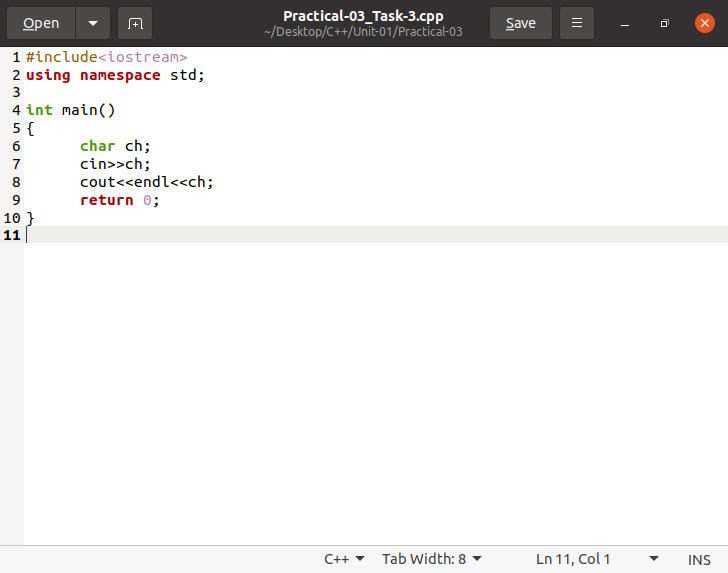 Open
Practical-03_Task-3.cpp
~/Desktop/C++/Unit-01/Practical-03
Save
1 #include<iostream>
2 using namespace std;
3
4 int main()
5 {
6 char ch;
7 cin>>ch;
8 cout<<endl<<ch;
9 return 0;
10 }
11
C++ Tab Width: 8 Ln 11, Col 1 INS